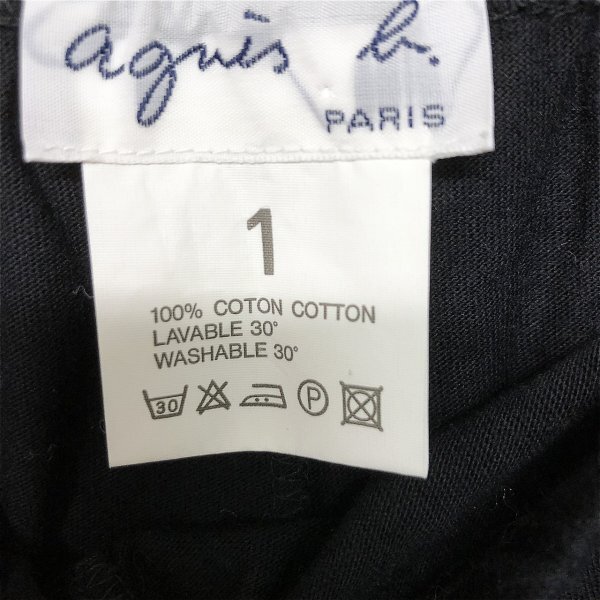 agnès b.
PARIS
1
100% COTON COTTON
LAVABLE 30°
WASHABLE 30°
30 P